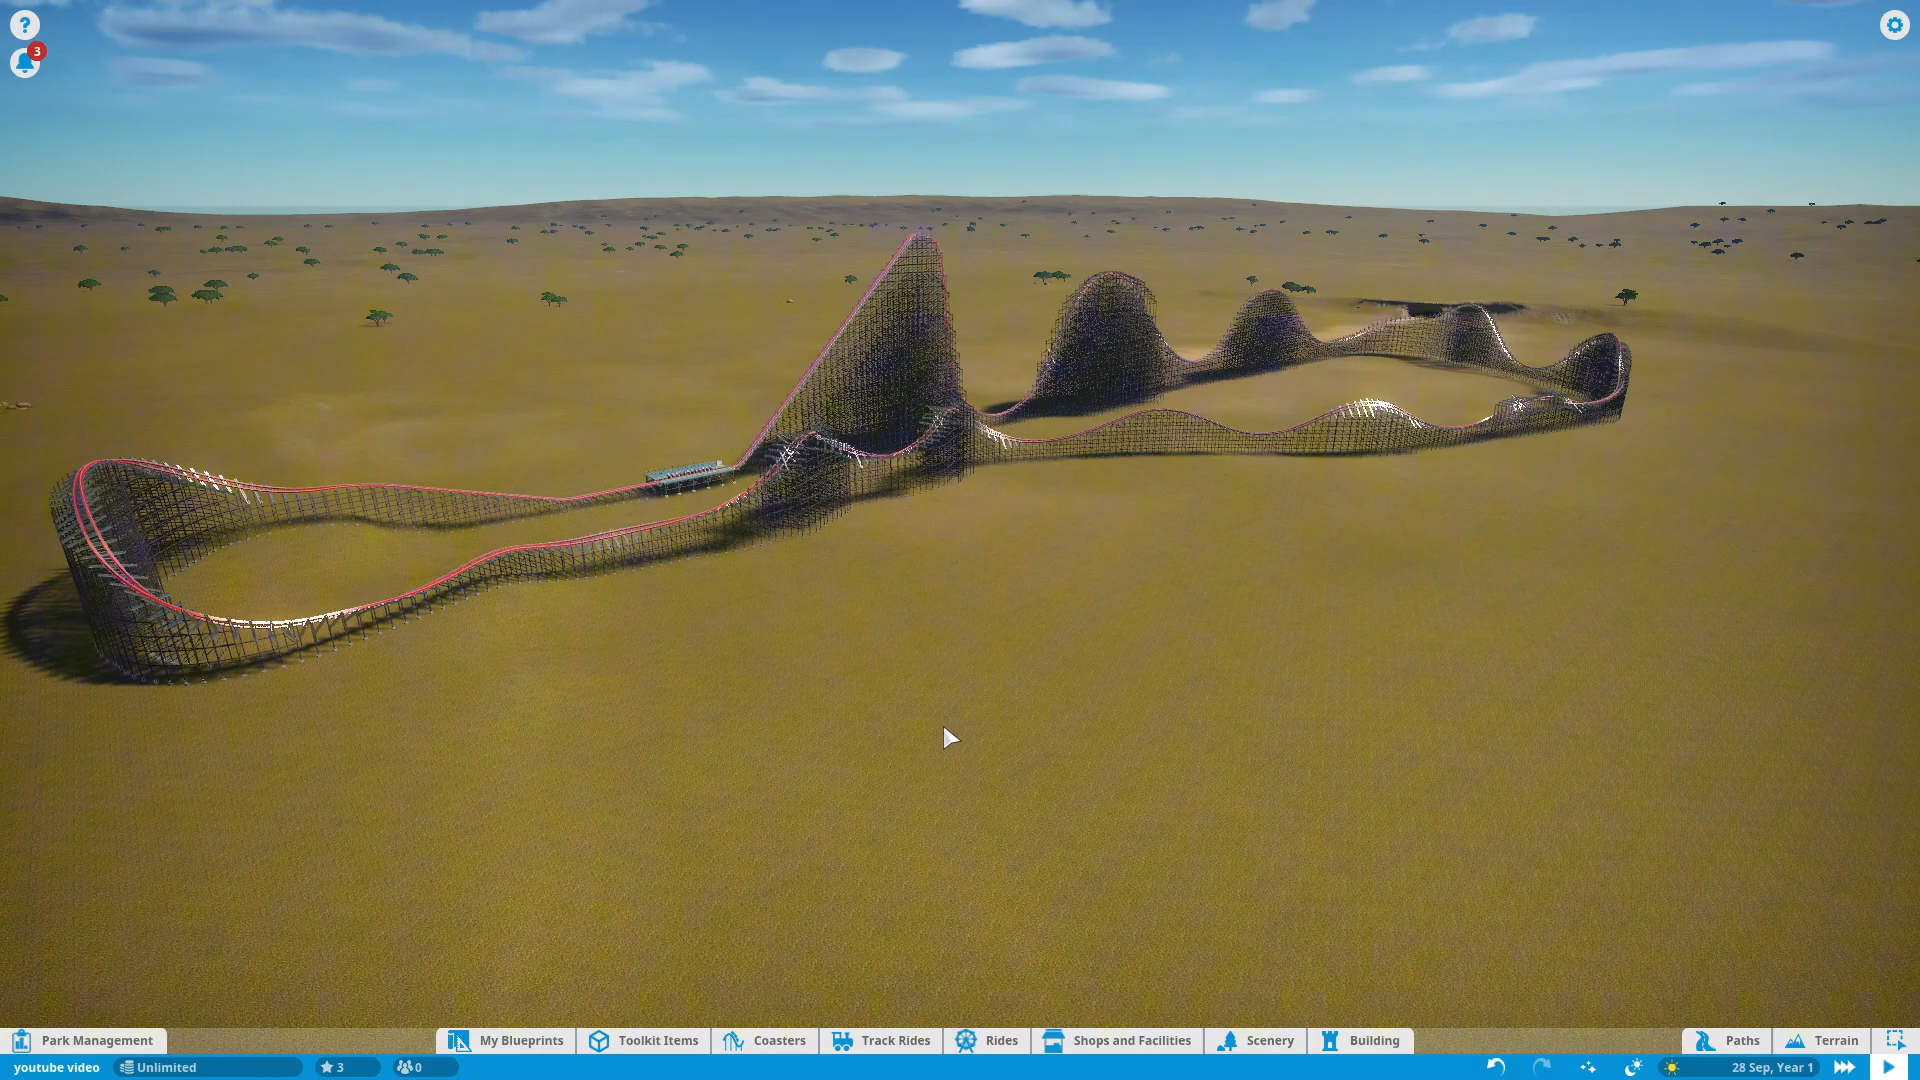 ?
3
Park Management
My Blueprints
Toolkit Items
Coasters
Track Rides
Rides
Shops and Facilities
Scenery
Building
Paths
Terrain
youtube video
Unlimited
3
0
28 Sep, Year 1